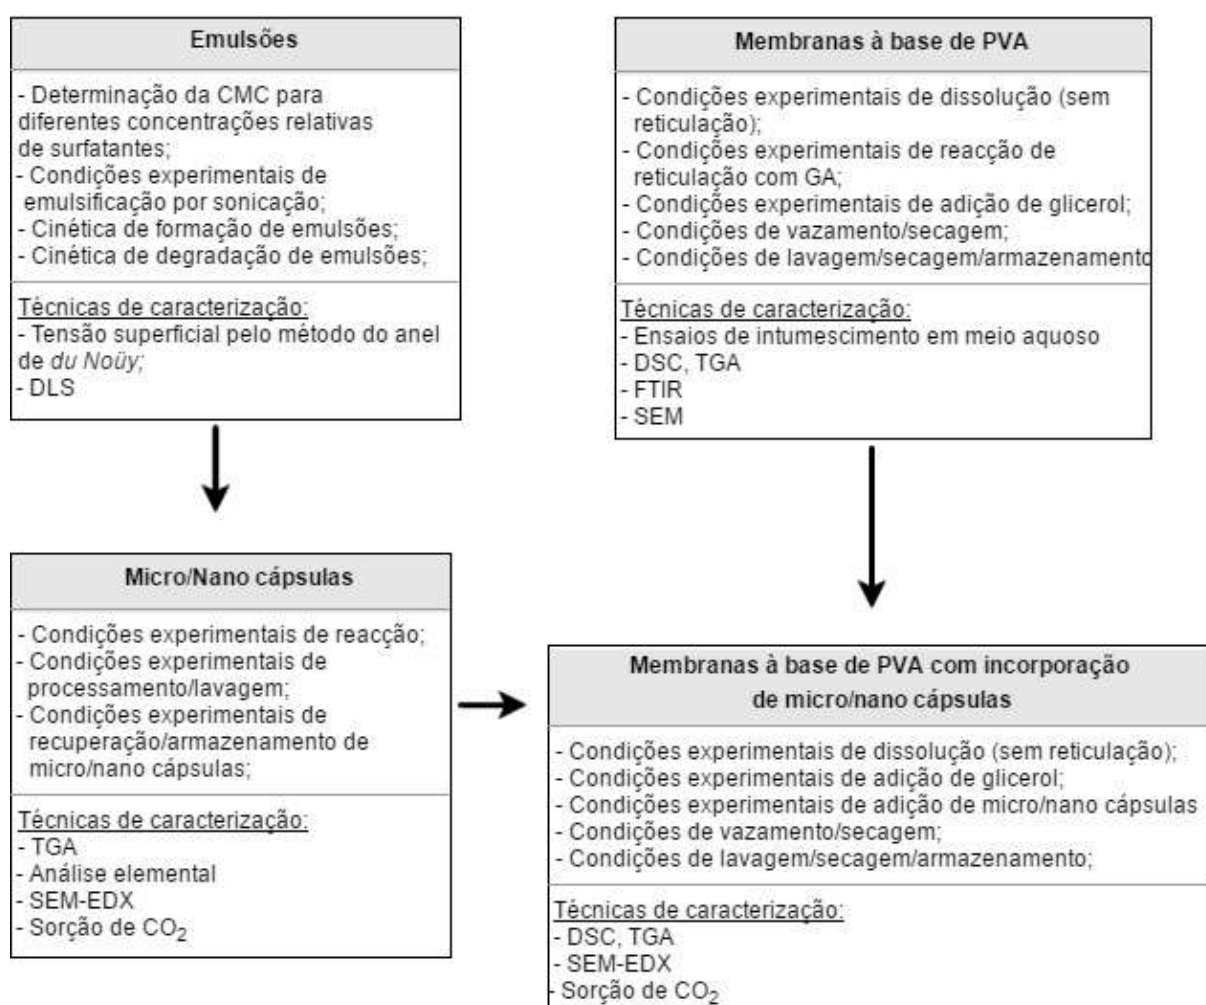 Emulsões
- Determinação da CMC para
diferentes concentrações relativas
de surfatantes;
- Condições experimentais de
emulsificação por sonicação;
- Cinética de formação de emulsões;
- Cinética de degradação de emulsões;
Técnicas de caracterização:
- Tensão superficial pelo método do anel
de du Noüy;
- DLS
Membranas à base de PVA
- Condições experimentais de dissolução (sem
reticulação);
- Condições experimentais de reacção de
reticulação com GA;
- Condições experimentais de adição de glicerol;
- Condições de vazamento/secagem;
- Condições de lavagem/secagem/armazenamento
Técnicas de caracterização:
- Ensaios de intumescimento em meio aquoso
- DSC, TGA
- FTIR
- SEM
Micro/Nano cápsulas
- Condições experimentais de reacção;
- Condições experimentais de
processamento/lavagem;
- Condições experimentais de
recuperação/armazenamento de
micro/nano cápsulas;
Técnicas de caracterização:
- TGA
- Análise elemental
- SEM-EDX
- Sorção de CO2
Membranas à base de PVA com incorporação
de micro/nano cápsulas
- Condições experimentais de dissolução (sem reticulação);
- Condições experimentais de adição de glicerol;
- Condições experimentais de adição de micro/nano cápsulas
- Condições de vazamento/secagem;
- Condições de lavagem/secagem/armazenamento;
Técnicas de caracterização:
- DSC, TGA
- SEM-EDX
- Sorção de CO2